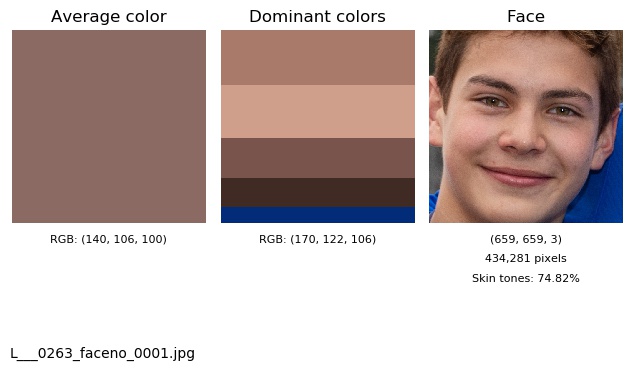 Average color
Dominant colors
Face
RGB: (140, 106, 100)
RGB: (170, 122, 106)
(659, 659, 3)
434,281 pixels
Skin tones: 74.82%
L___0263_faceno_0001.jpg